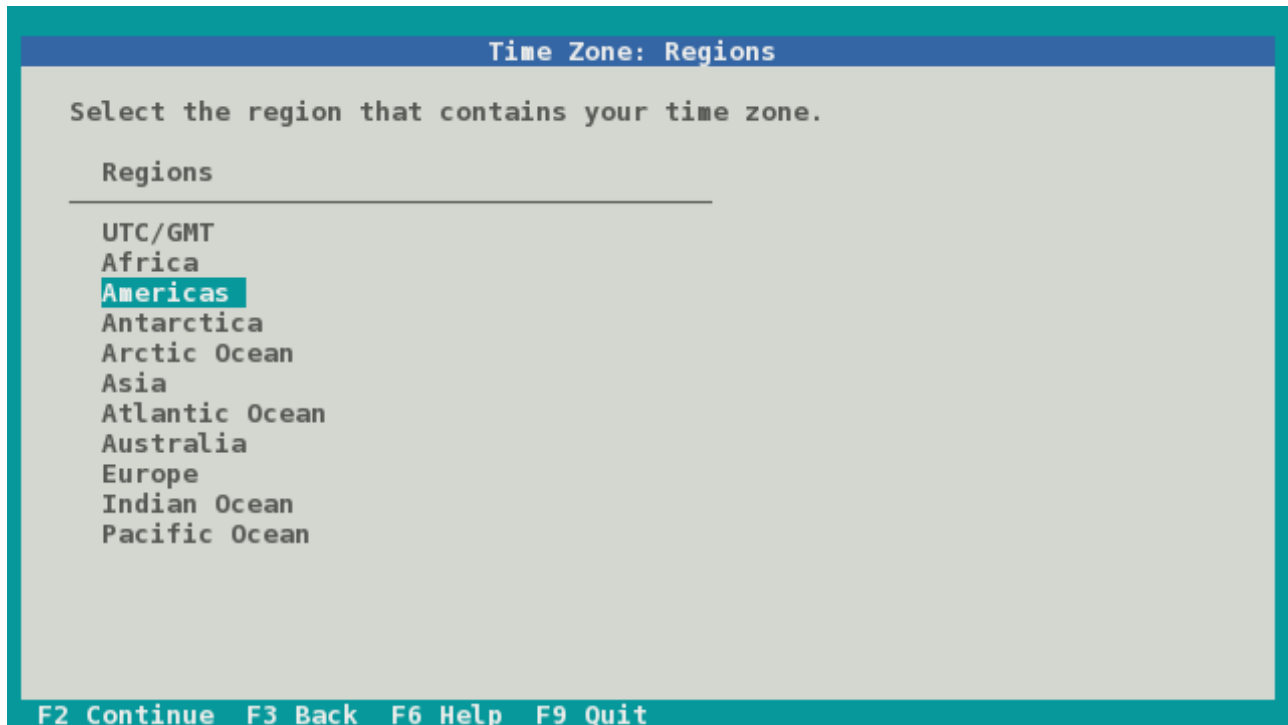 Time Zone: Regions
Select the region that contains your time zone.
Regions
UTC/GMT
Africa
Americas
Antarctica
Arctic Ocean
Asia
Atlantic Ocean
Australia
Europe
Indian Ocean
Pacific Ocean
F2 Continue F3 Back F6 Help F9 Quit